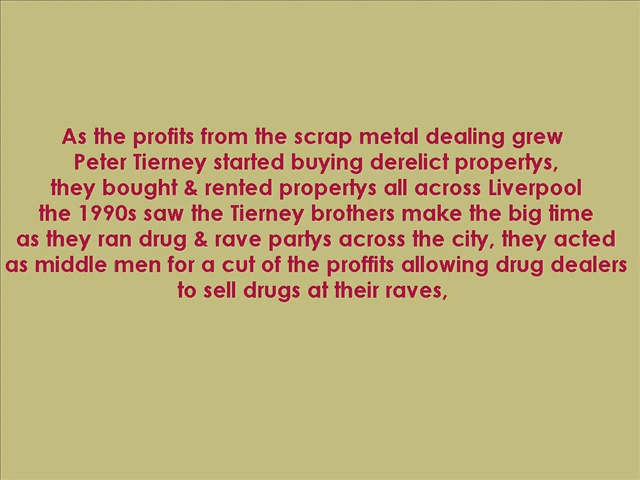 As the profits from the scrap metal dealing grew
Peter Tierney started buying derelict propertys,
they bought & rented propertys all across Liverpool
the 1990s saw the Tierney brothers make the big time
as they ran drug & rave partys across the city, they acted
as middle men for a cut of the proffits allowing drug dealers
to sell drugs at their raves,